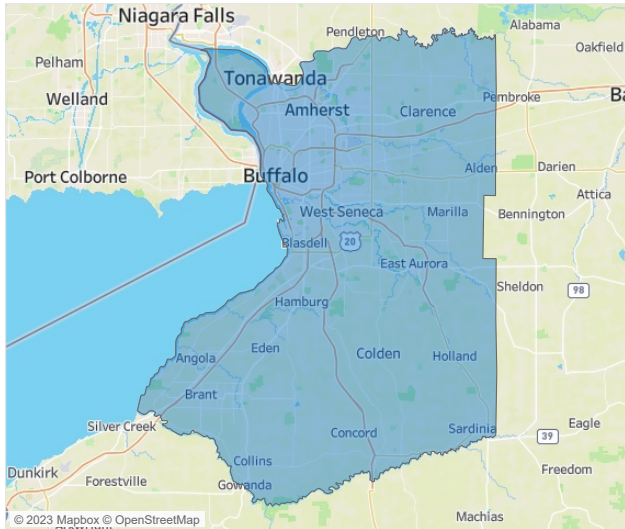 Niagara Falls
Pendleton
Alabama
Oakfield
Pelham
Tonawanda
Welland
Amherst
Clarence
Pembroke
Ba
Port Colborne
Buffalo
Alden
Darien
Attica
West Seneca
Marilla
Bennington
Blasdell
20
East Aurora
Sheldon
98
Hamburg
Eden
Angola
Colden
Holland
Brant
Silver Creek
Concord
Sardinia
Eagle
39
Dunkirk
Forestville
Collins
Gowanda
Freedom
Machias
© 2023 Mapbox © OpenStreetMap